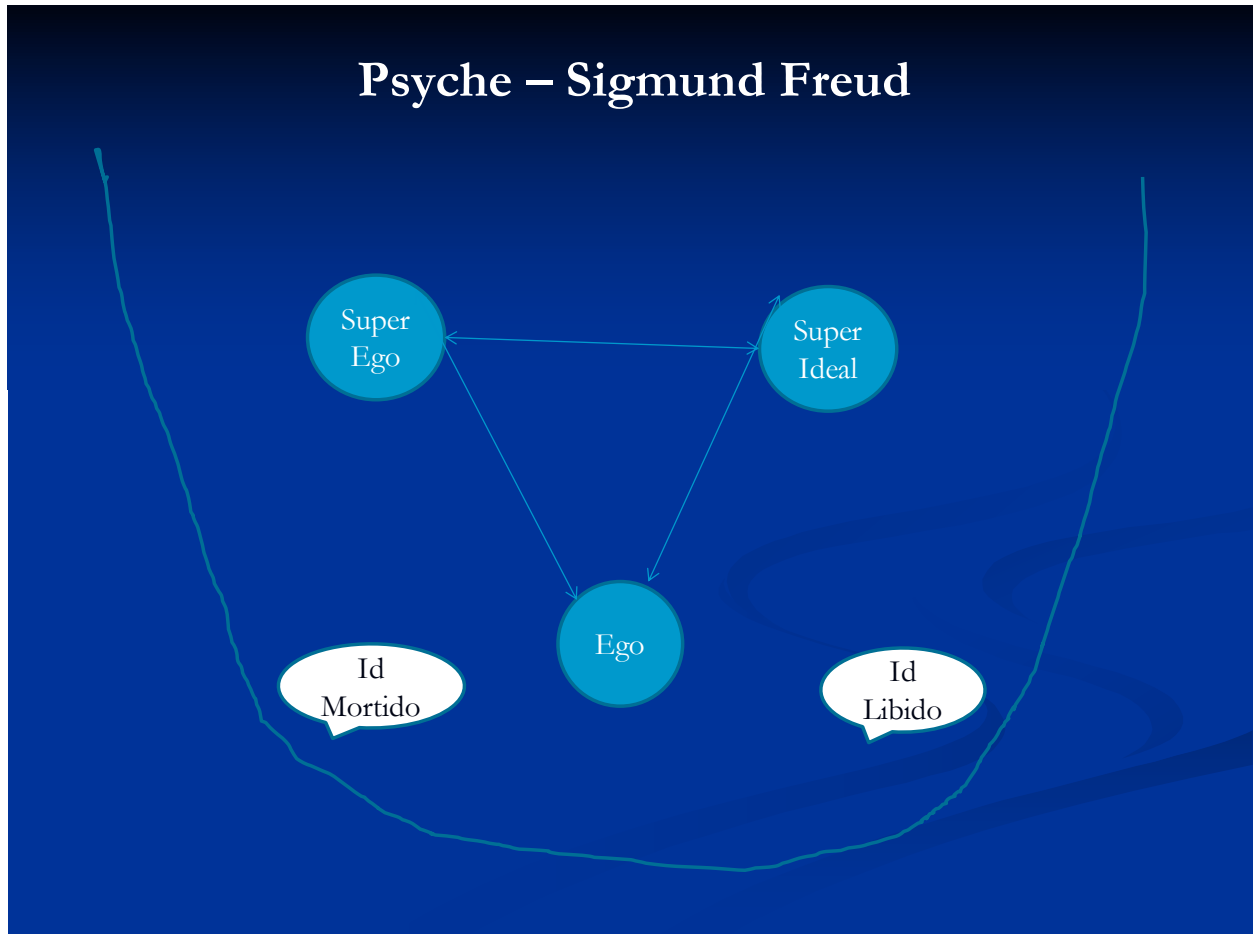 Psyche – Sigmund Freud
Super
Ego
Super
Ideal
Ego
Id
Mortido
Id
Libido